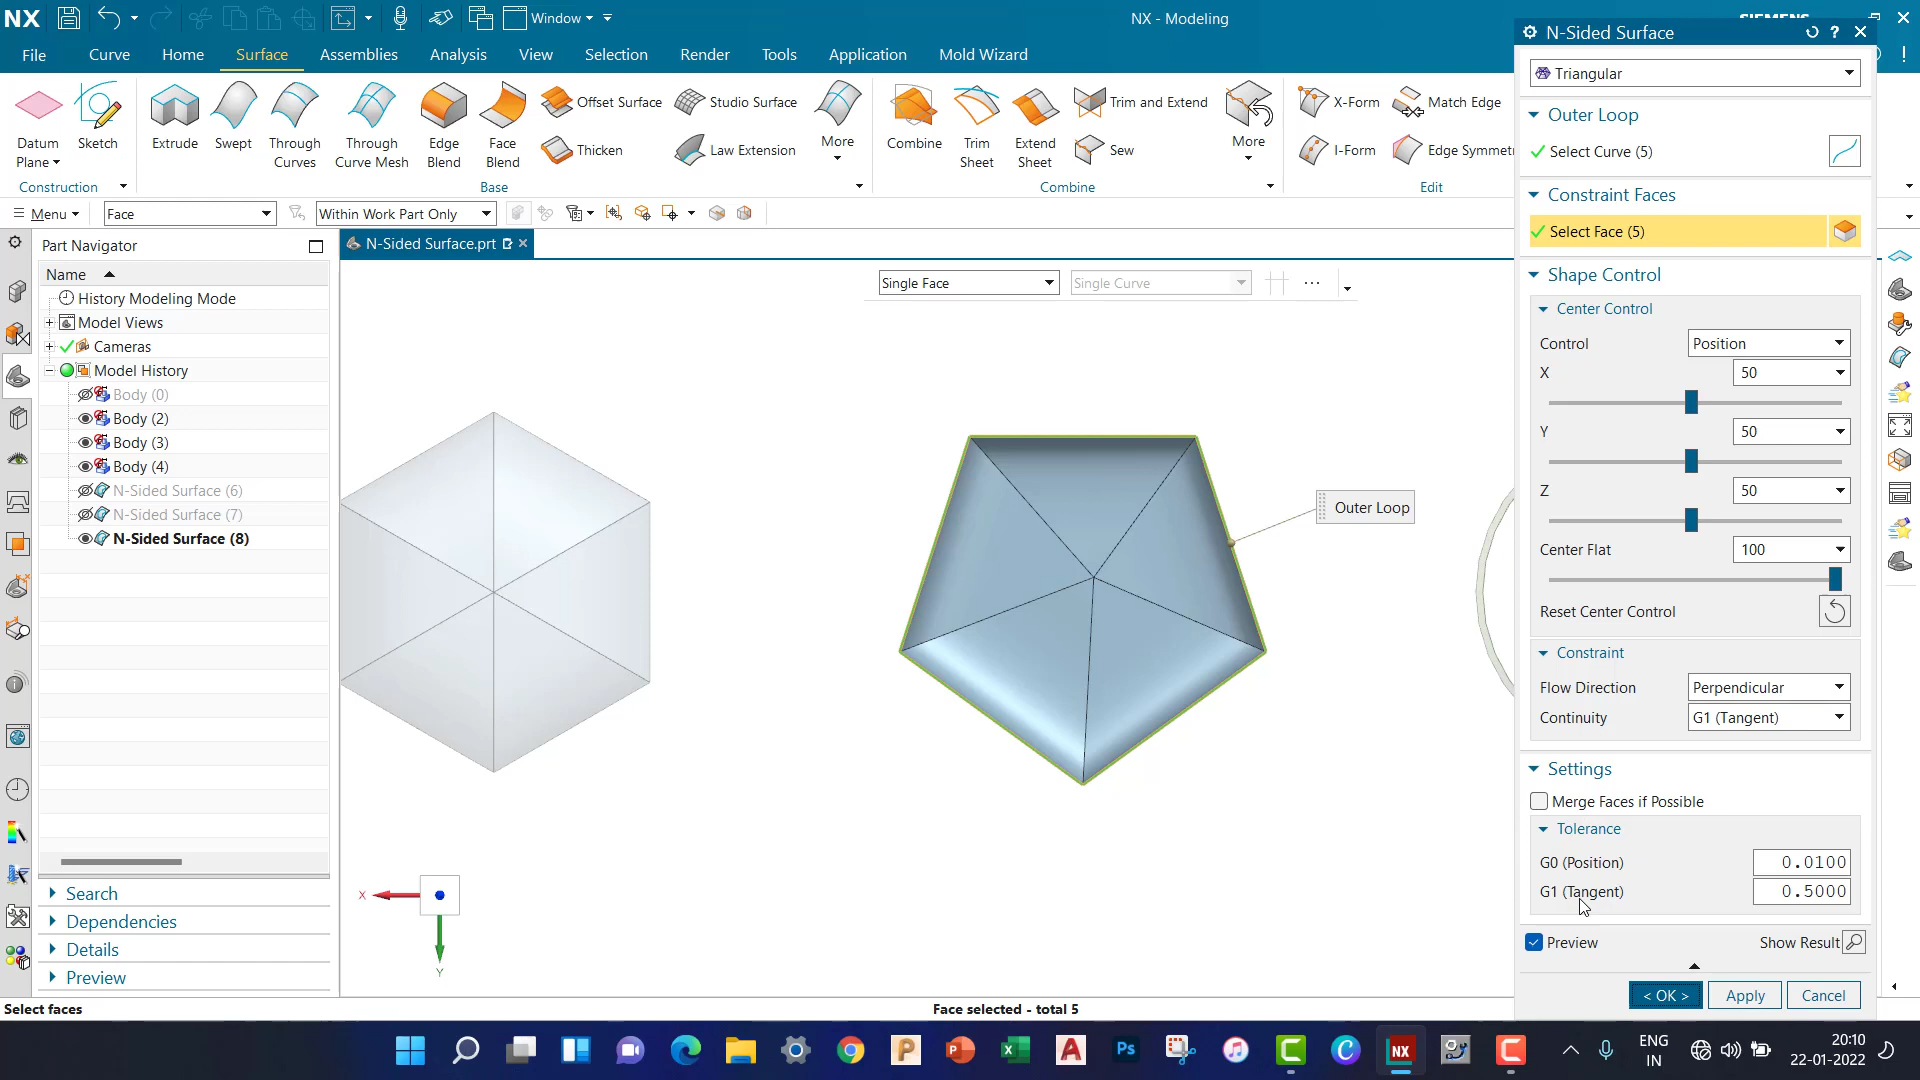 NX
Window
NX - Modeling
SIEMENS
File
Curve
Home
Surface
Assemblies
Analysis
View
Selection
Render
Tools
Application
Mold Wizard
Datum Plane
Sketch
Extrude
Swept
Through Curves
Through Curve Mesh
Edge Blend
Face Blend
Offset Surface
Thicken
Studio Surface
Law Extension
More
Combine
Trim Sheet
Extend Sheet
Trim and Extend
Sew
More
X-Form
I-Form
Match Edge
Edge Symmetr
Construction
Base
Combine
Edit
Menu
Face
Within Work Part Only
Part Navigator
N-Sided Surface.prt
Name
History Modeling Mode
Model Views
Cameras
Model History
Body (0)
Body (2)
Body (3)
Body (4)
N-Sided Surface (6)
N-Sided Surface (7)
N-Sided Surface (8)
Search
Dependencies
Details
Preview
Single Face
Single Curve
Outer Loop
X
Y
N-Sided Surface
Triangular
Outer Loop
Select Curve (5)
Constraint Faces
Select Face (5)
Shape Control
Center Control
Control
Position
X
50
Y
50
Z
50
Center Flat
100
Reset Center Control
Constraint
Flow Direction
Perpendicular
Continuity
G1 (Tangent)
Settings
Merge Faces if Possible
Tolerance
G0 (Position)
0.0100
G1 (Tangent)
0.5000
Preview
Show Result
< OK >
Apply
Cancel
Select faces
Face selected - total 5
ENG
IN
20:10
22-01-2022